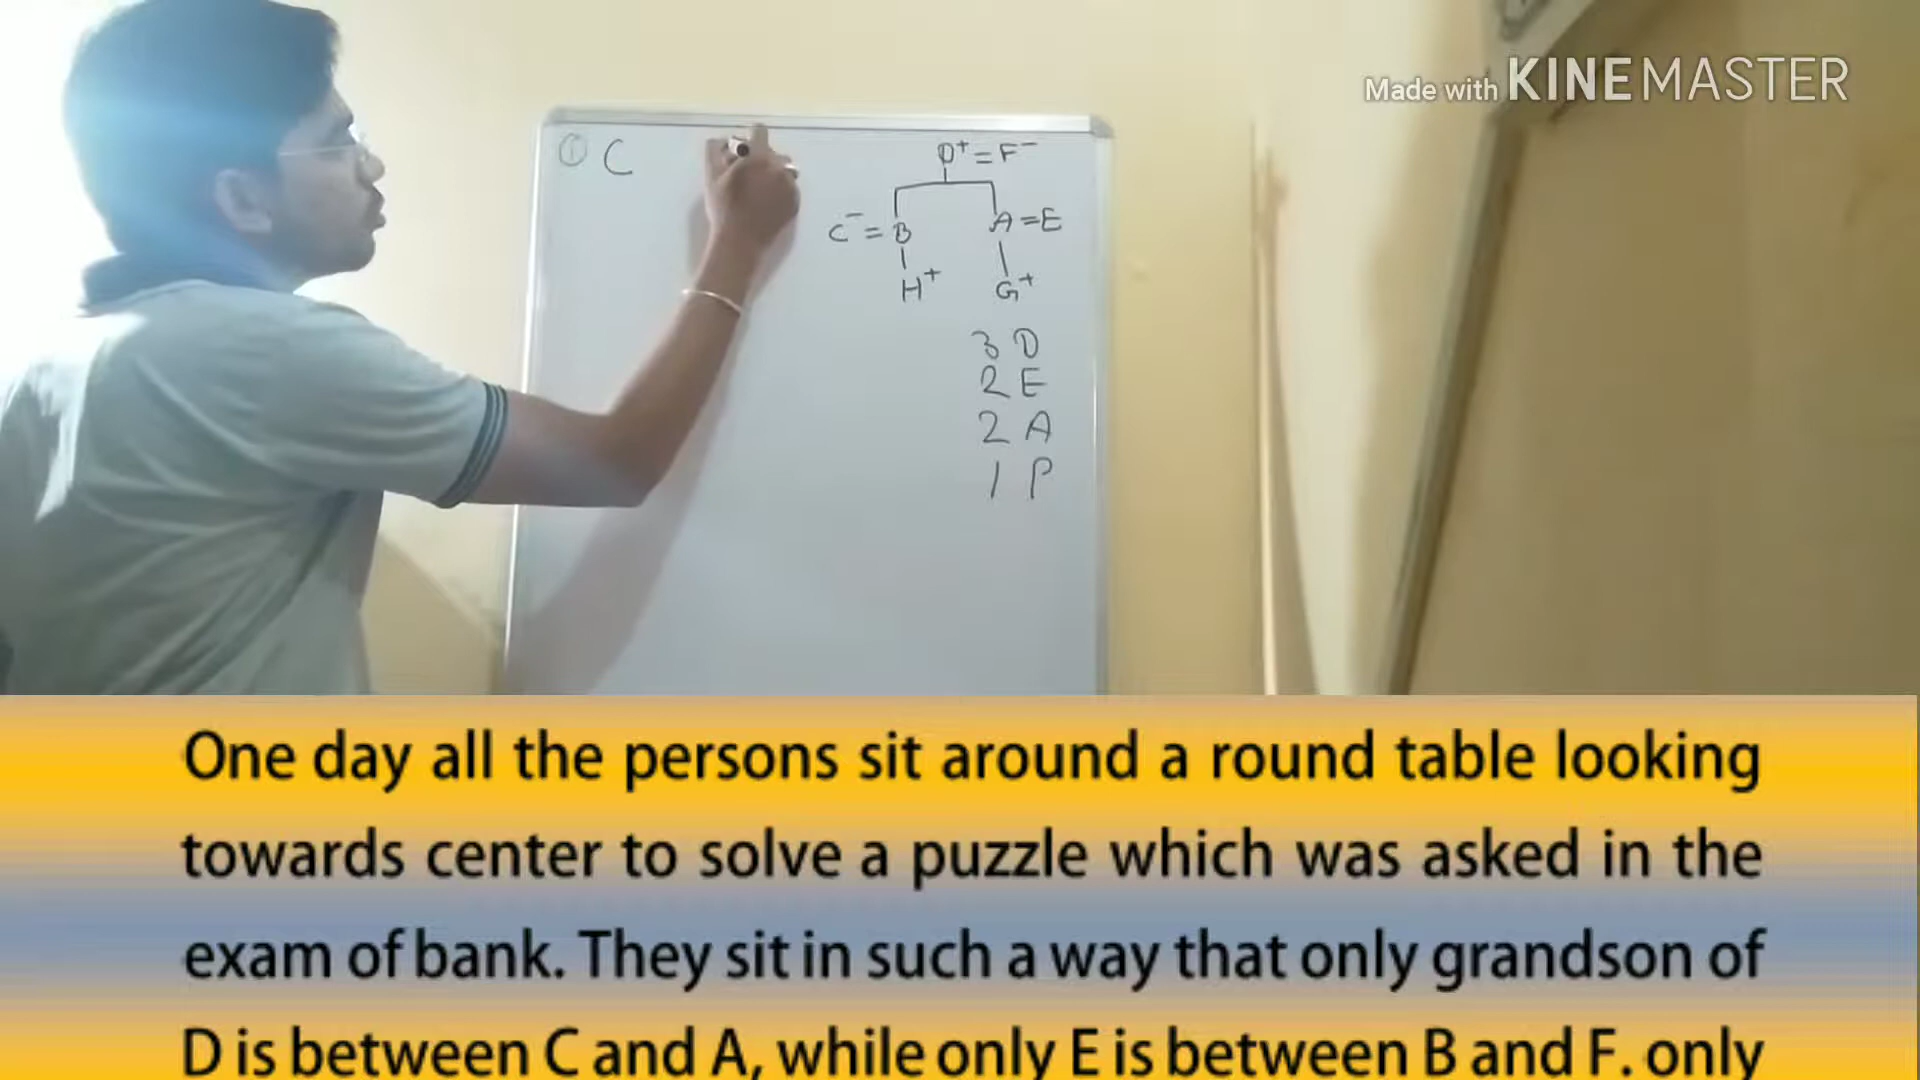 Made with KINEMASTER
① C
D⁺ = F⁻
C⁻ = B A = E
H⁺ G⁺
3 D
2 E
2 A
1 P
One day all the persons sit around a round table looking
towards center to solve a puzzle which was asked in the
exam of bank. They sit in such a way that only grandson of
D is between C and A, while only E is between B and F. only